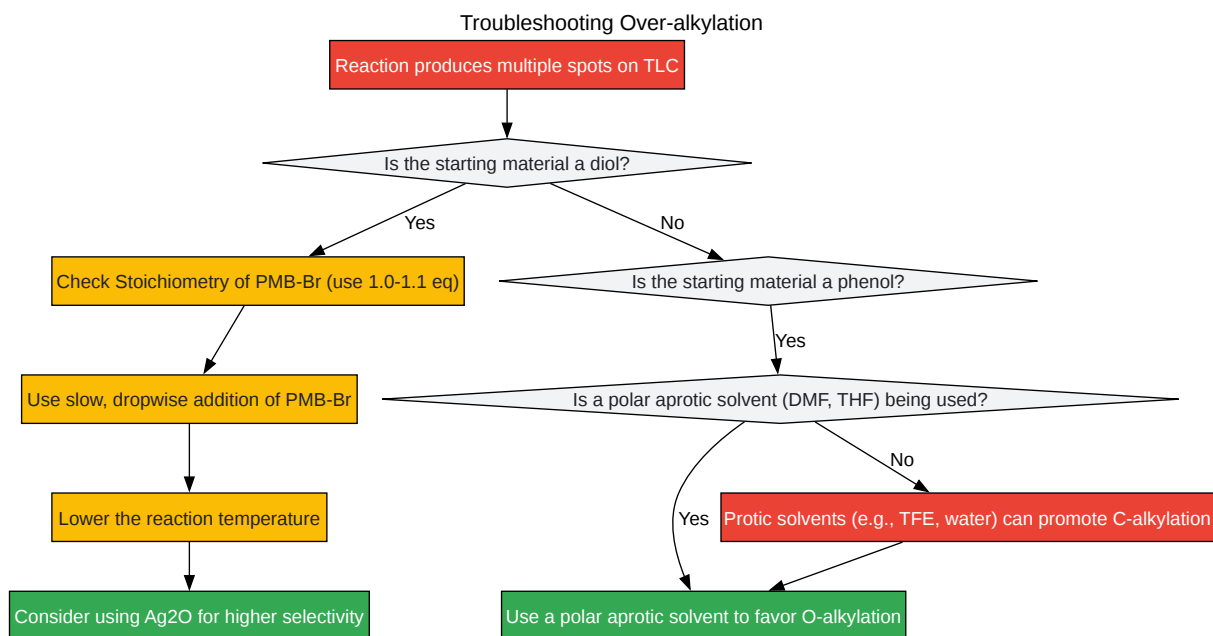 Troubleshooting Over-alkylation
Reaction produces multiple spots on TLC
Is the starting material a diol?
Yes
No
Check Stoichiometry of PMB-Br (use 1.0-1.1 eq)
Is the starting material a phenol?
Yes
Use slow, dropwise addition of PMB-Br
Is a polar aprotic solvent (DMF, THF) being used?
No
Lower the reaction temperature
Yes
Protic solvents (e.g., TFE, water) can promote C-alkylation
Consider using Ag2O for higher selectivity
Use a polar aprotic solvent to favor O-alkylation